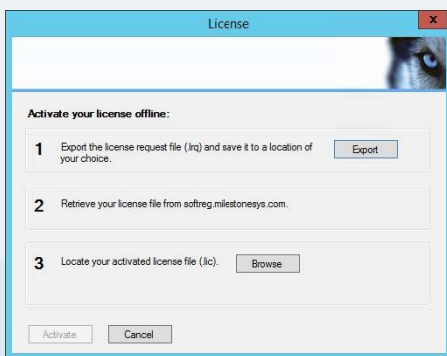 License
x
Activate your license offline:
1
Export the license request file (.lrq) and save it to a location of
your choice.
Export
2
Retrieve your license file from softreg.milestonesys.com.
3
Locate your activated license file (.lic).
Browse
Activate
Cancel